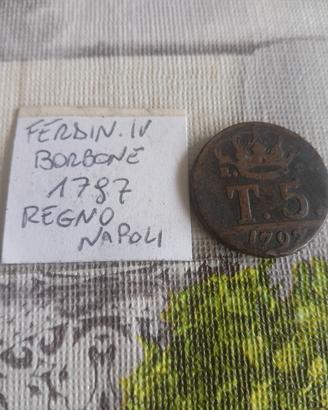 FERDIN. IV
BORBONE
1787
REGNO
NAPOLI
T. 5.